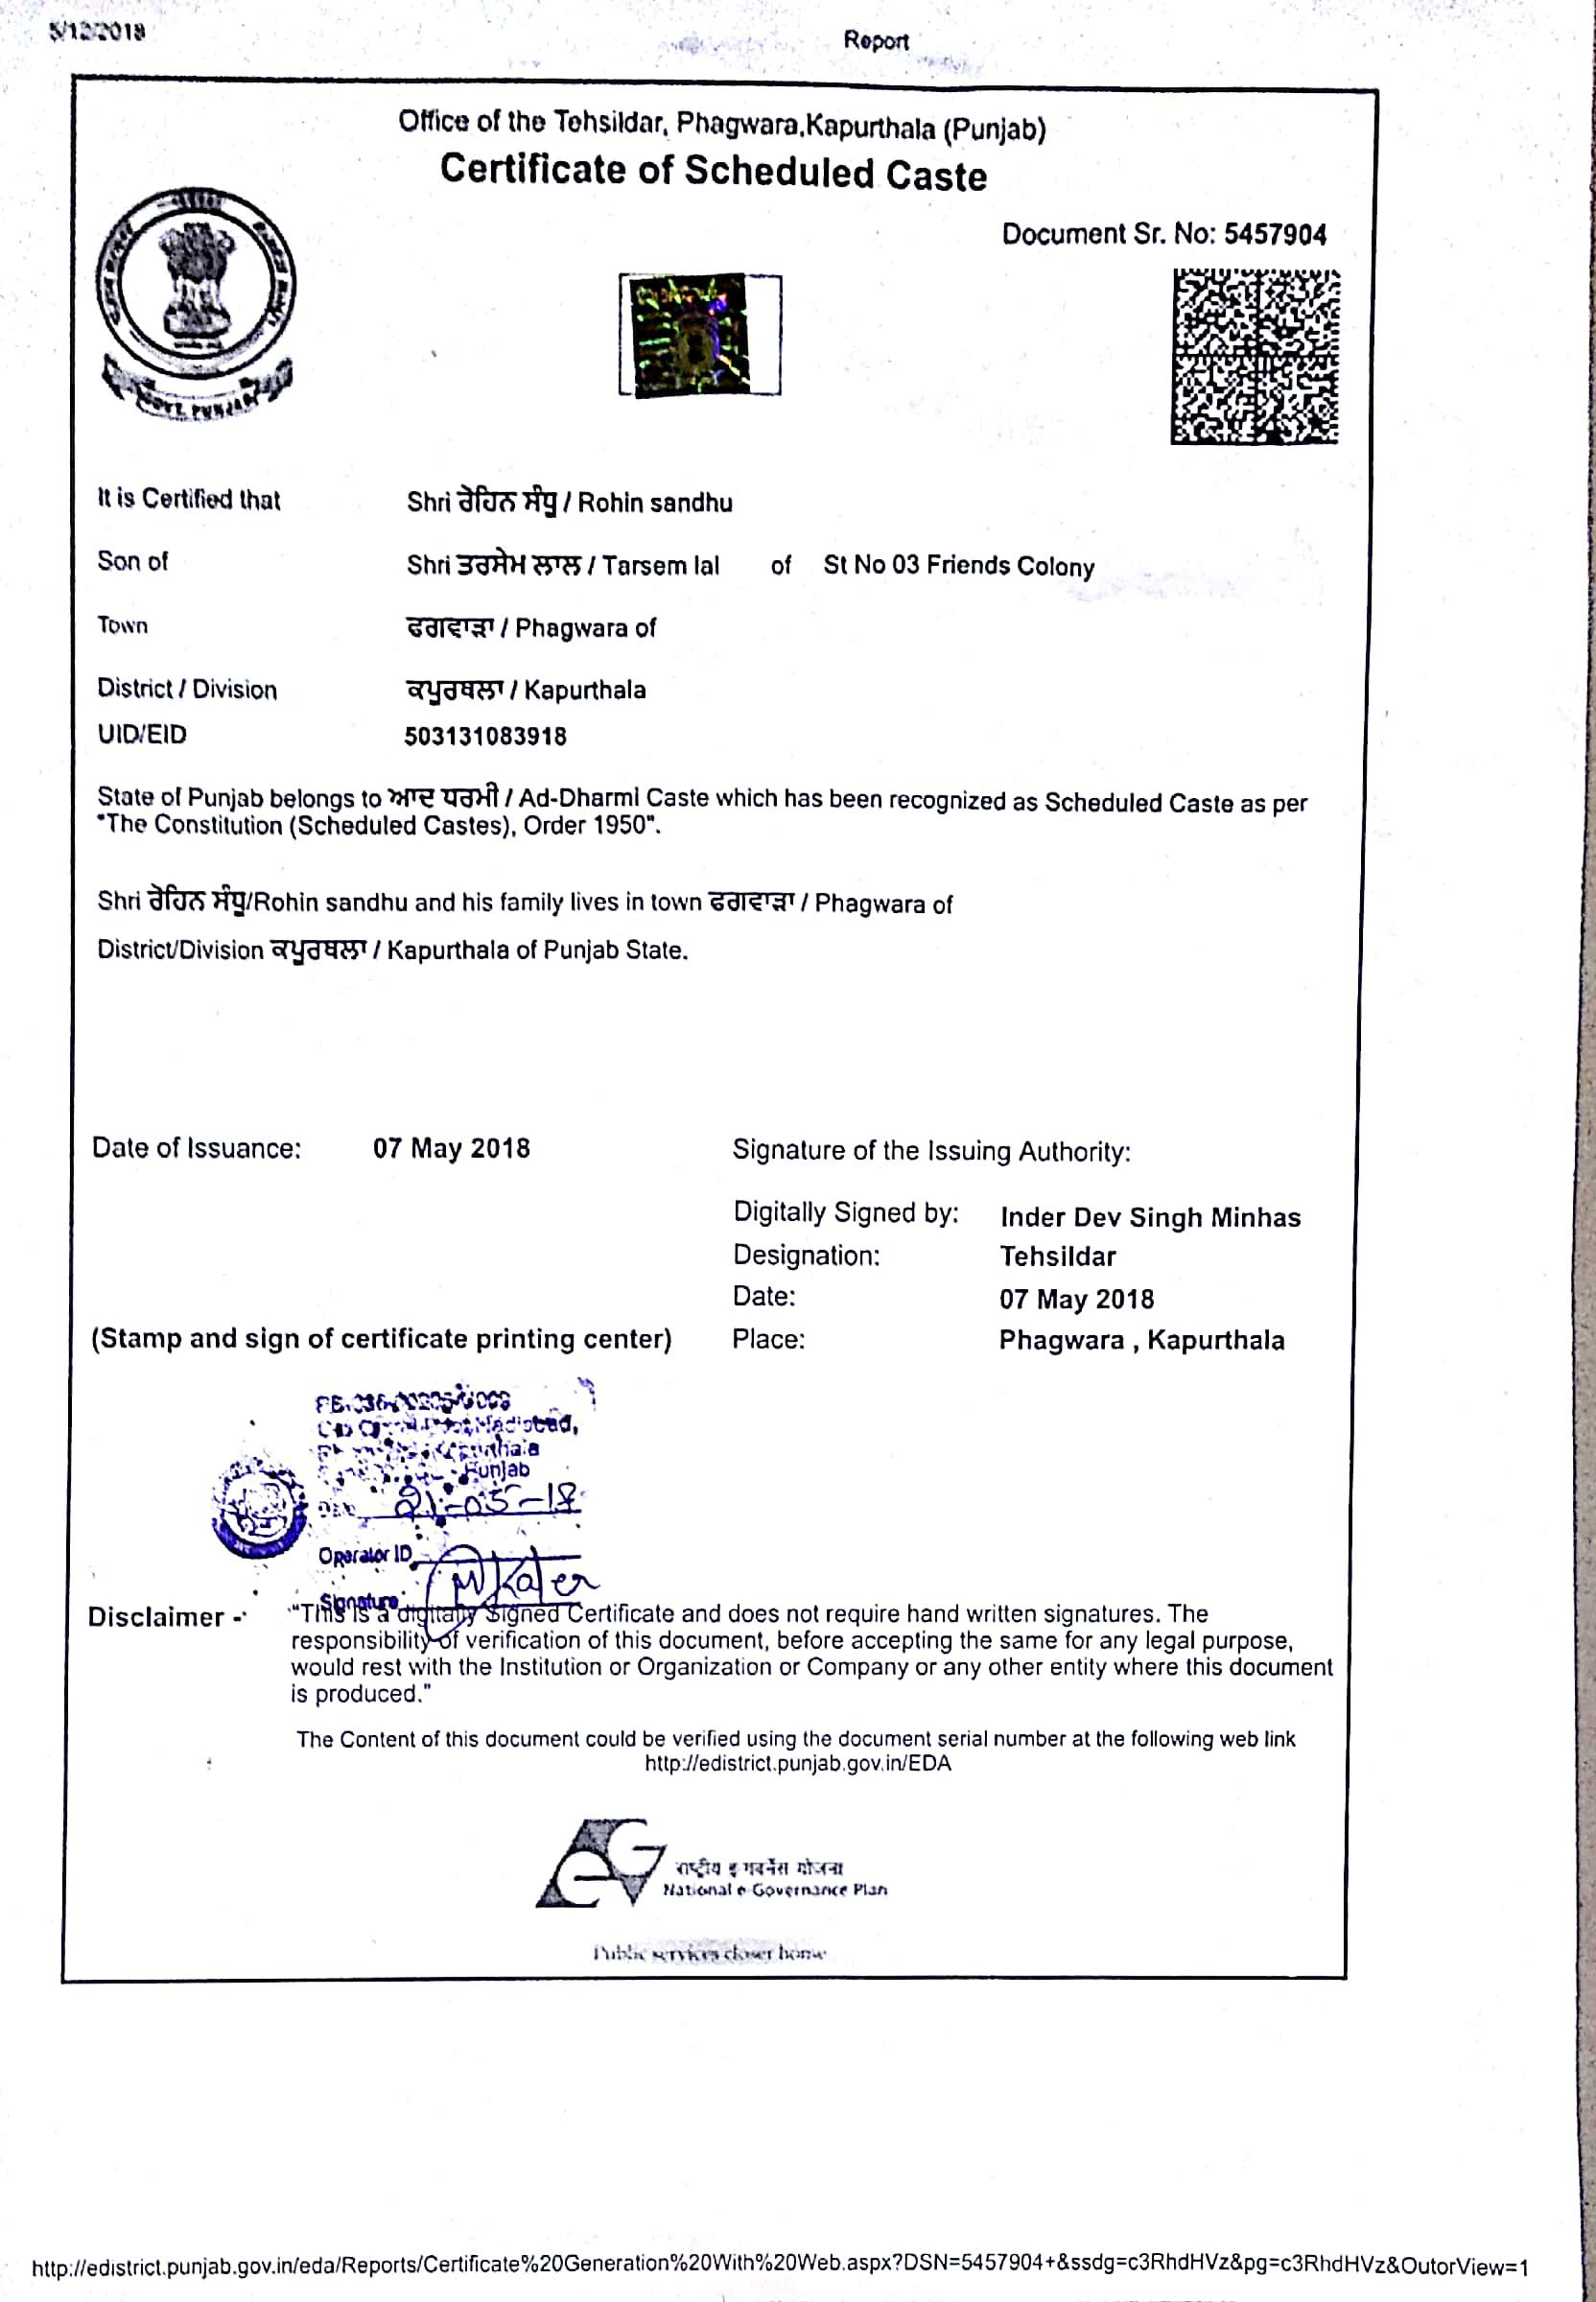 5/12/2018
Report
Office of the Tehsildar, Phagwara,Kapurthala (Punjab)
Certificate of Scheduled Caste
Document Sr. No: 5457904
GOVT. PUNJAB
It is Certified that Shri ਰੋਹਿਨ ਸੰਧੂ / Rohin sandhu
Son of Shri ਤਰਸੇਮ ਲਾਲ / Tarsem lal of St No 03 Friends Colony
Town ਫਗਵਾੜਾ / Phagwara of
District / Division ਕਪੂਰਥਲਾ / Kapurthala
UID/EID 503131083918
State of Punjab belongs to ਆਦ ਧਰਮੀ / Ad-Dharmi Caste which has been recognized as Scheduled Caste as per
"The Constitution (Scheduled Castes), Order 1950".
Shri ਰੋਹਿਨ ਸੰਧੂ/Rohin sandhu and his family lives in town ਫਗਵਾੜਾ / Phagwara of
District/Division ਕਪੂਰਥਲਾ / Kapurthala of Punjab State.
Date of Issuance: 07 May 2018 Signature of the Issuing Authority:
Digitally Signed by: Inder Dev Singh Minhas
Designation: Tehsildar
Date: 07 May 2018
(Stamp and sign of certificate printing center) Place: Phagwara , Kapurthala
Punjab
21-05-18
Operator ID
Signature
Disclaimer - "This is a digitally Signed Certificate and does not require hand written signatures. The
responsibility of verification of this document, before accepting the same for any legal purpose,
would rest with the Institution or Organization or Company or any other entity where this document
is produced."
The Content of this document could be verified using the document serial number at the following web link
http://edistrict.punjab.gov.in/EDA
eG राष्ट्रीय इ गवर्नेंस योजना
National e Governance Plan
Public services closer home
http://edistrict.punjab.gov.in/eda/Reports/Certificate%20Generation%20With%20Web.aspx?DSN=5457904+&ssdg=c3RhdHVz&pg=c3RhdHVz&OutorView=1